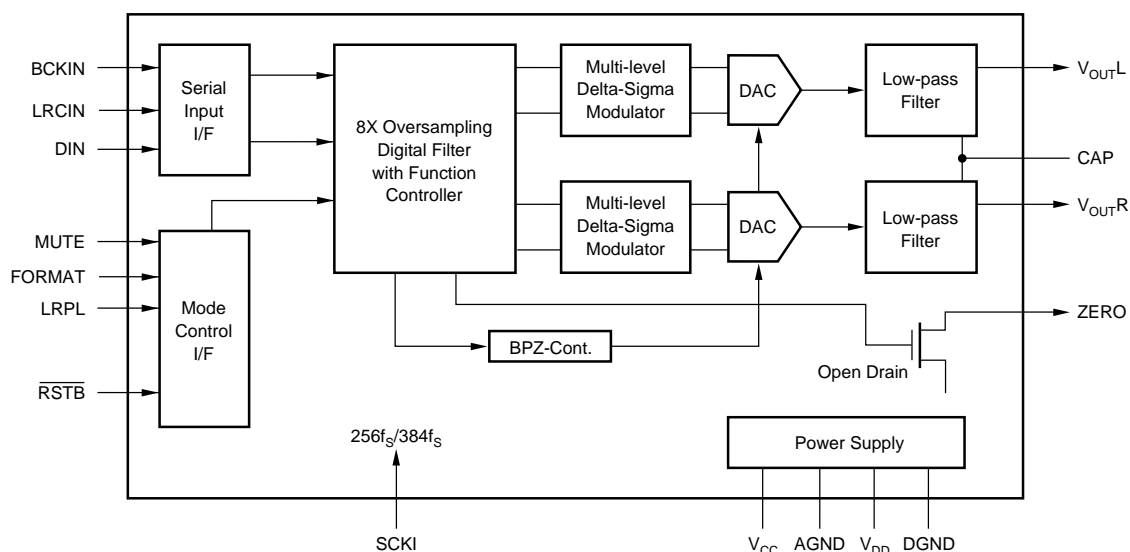 BCKIN
LRCIN
DIN
MUTE
FORMAT
LRPL
RSTB
Serial
Input
I/F
Mode
Control
I/F
8X Oversampling
Digital Filter
with Function
Controller
Multi-level
Delta-Sigma
Modulator
DAC
Low-pass
Filter
Multi-level
Delta-Sigma
Modulator
DAC
Low-pass
Filter
BPZ-Cont.
Open Drain
VOUTL
CAP
VOUTR
ZERO
256fS/384fS
Power Supply
SCKI
VCC AGND VDD DGND